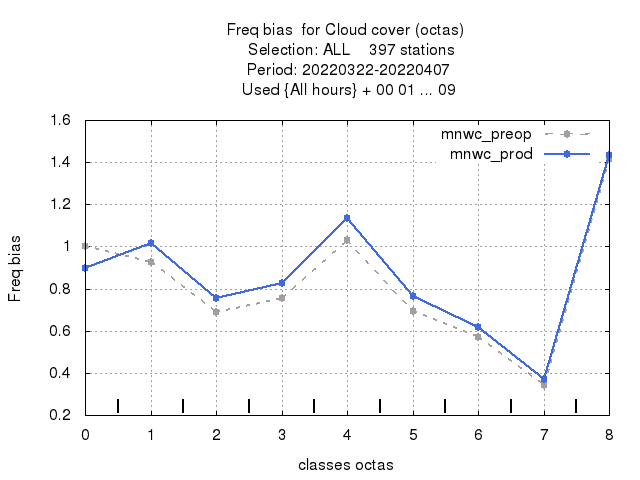 Freq bias  for Cloud cover (octas)
Selection: ALL    397 stations
Period: 20220322-20220407
Used {All hours} + 00 01 ... 09
1.6
mnwc_preop
mnwc_prod
1.4
1.2
1
0.8
0.6
0.4
0.2
Freq bias
0 1 2 3 4 5 6 7 8
classes octas